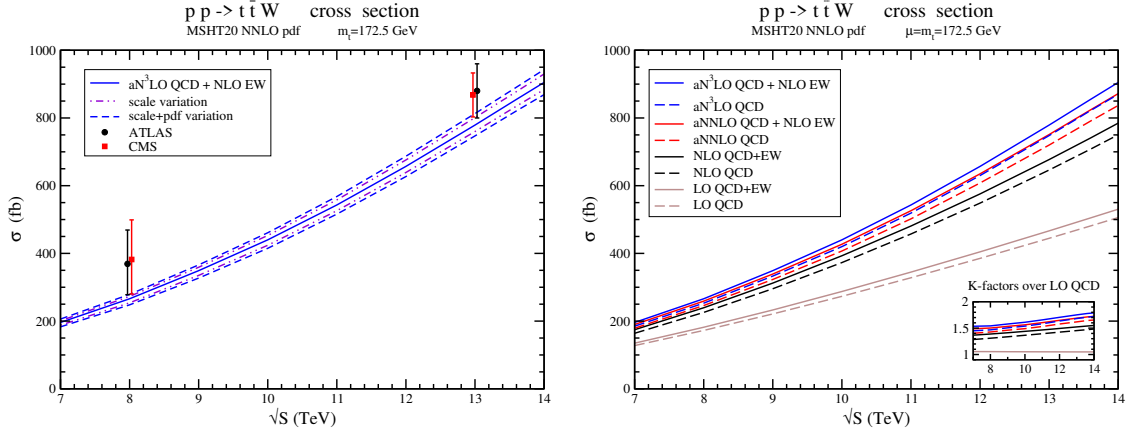 pp -> tt̄W cross section
MSHT20 NNLO pdf m_t=172.5 GeV
1000
800
600
400
200
0
σ (fb)
aN³LO QCD + NLO EW
scale variation
scale+pdf variation
ATLAS
CMS
7 8 9 10 11 12 13 14
√S (TeV)
pp -> tt̄W cross section
MSHT20 NNLO pdf μ=m_t=172.5 GeV
1000
800
600
400
200
0
σ (fb)
aN³LO QCD + NLO EW
aN³LO QCD
aNNLO QCD + NLO EW
aNNLO QCD
NLO QCD+EW
NLO QCD
LO QCD+EW
LO QCD
K-factors over LO QCD
2
1.5
1
8 10 12 14
7 8 9 10 11 12 13 14
√S (TeV)